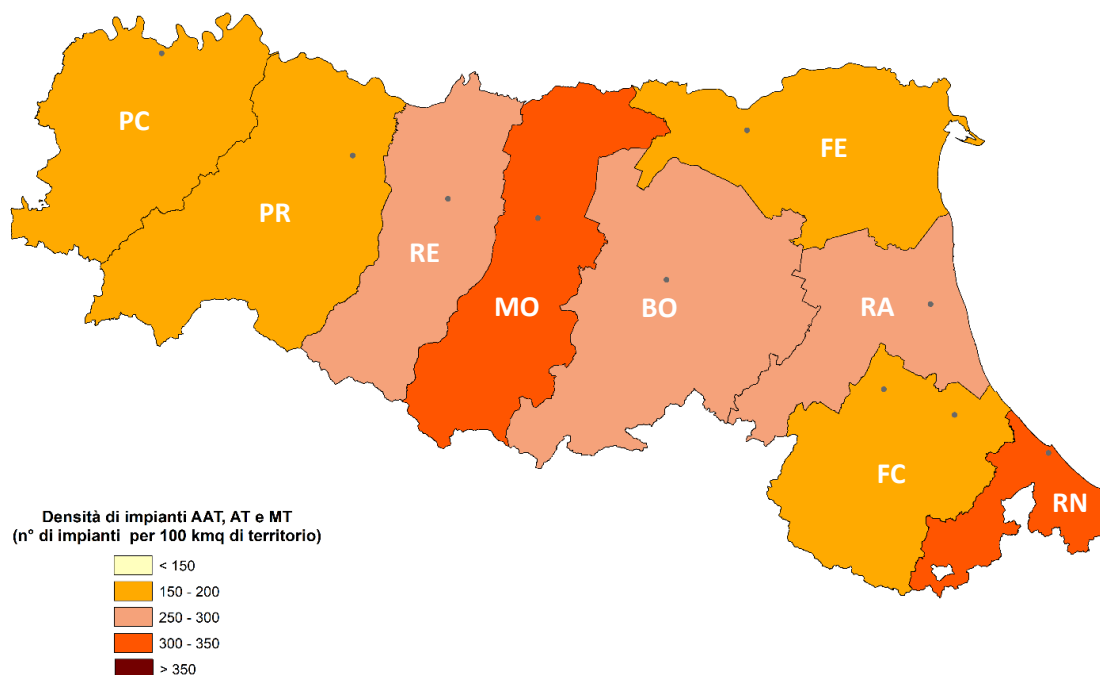 PC
PR
RE
MO
BO
FE
RA
FC
RN
Densità di impianti AAT, AT e MT
(n° di impianti per 100 kmq di territorio)
< 150
150 - 200
250 - 300
300 - 350
> 350